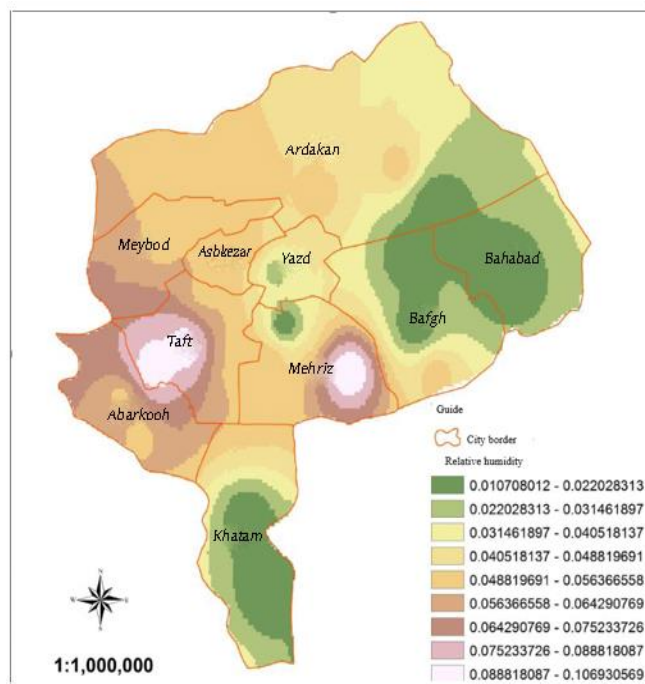 Ardakan
Meybod
Asbkezar
Yazd
Bahabad
Bafgh
Taft
Mehriz
Abarkooh
Khatam
Guide
City border
Relative humidity
0.010708012 - 0.022028313
0.022028313 - 0.031461897
0.031461897 - 0.040518137
0.040518137 - 0.048819691
0.048819691 - 0.056366558
0.056366558 - 0.064290769
0.064290769 - 0.075233726
0.075233726 - 0.088818087
0.088818087 - 0.106930569
1:1,000,000